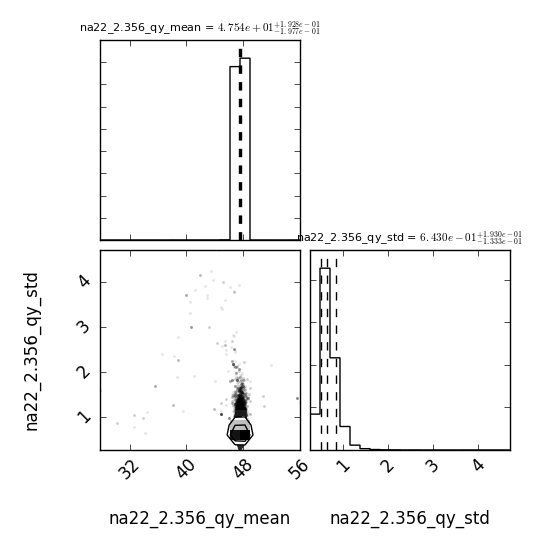 na22_2.356_qy_mean = 4.754e+01^{+1.928e−01}_{−1.977e−01}
na22_2.356_qy_std = 6.430e−01^{+1.930e−01}_{−1.333e−01}
na22_2.356_qy_std
4
3
2
1
32 40 48 56
1 2 3 4
na22_2.356_qy_mean
na22_2.356_qy_std